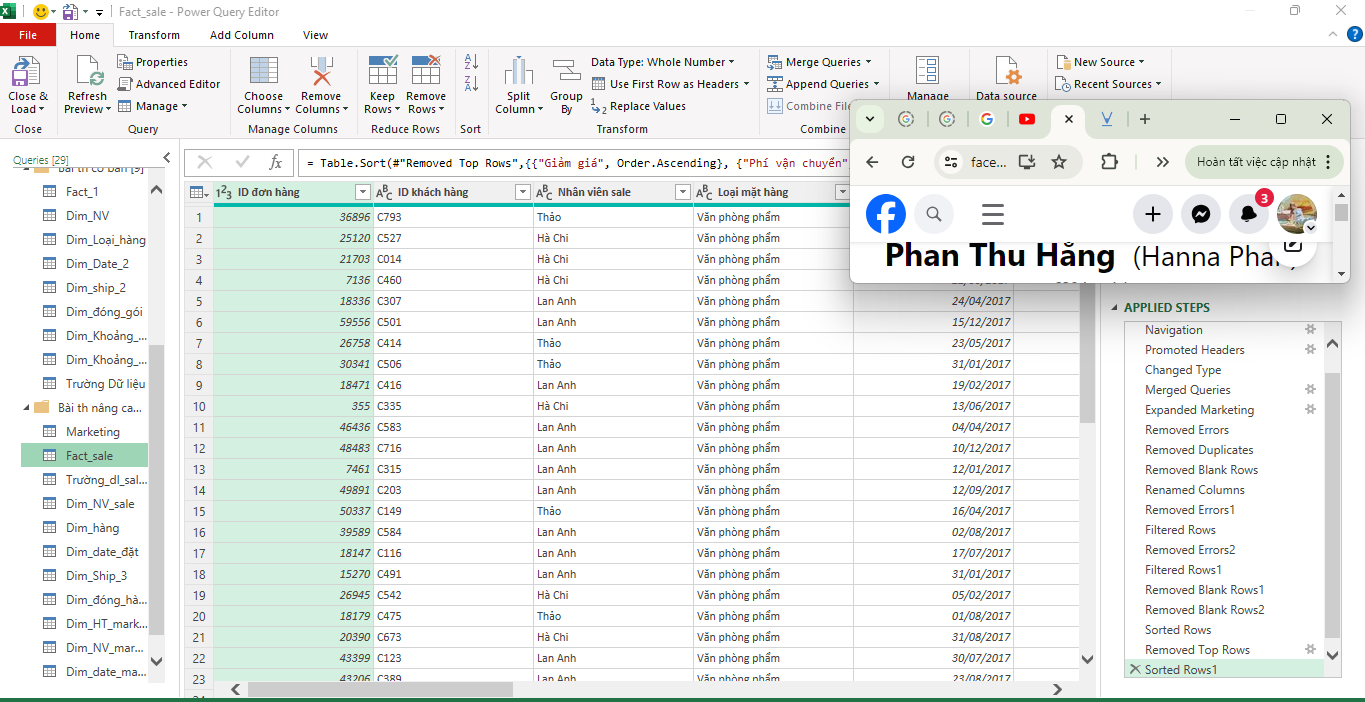 Fact_sale - Power Query Editor
File Home Transform Add Column View
Close & Load
Close
Refresh Preview
Properties
Advanced Editor
Manage
Query
Choose Columns
Remove Columns
Manage Columns
Keep Rows
Remove Rows
Reduce Rows
Sort
Split Column
Group By
Data Type: Whole Number
Use First Row as Headers
Replace Values
Transform
Merge Queries
Append Queries
Combine File
Combine
Manage
Data source
New Source
Recent Sources
Queries [29]
Bài th cơ bản [9]
Fact_1
Dim_NV
Dim_Loại_hàng
Dim_Date_2
Dim_ship_2
Dim_đóng_gói
Dim_Khoảng_...
Dim_Khoảng_...
Trường Dữ liệu
Bài th nâng ca...
Marketing
Fact_sale
Trường_dl_sal...
Dim_NV_sale
Dim_hàng
Dim_date_đặt
Dim_Ship_3
Dim_đóng_hà...
Dim_HT_mark...
Dim_NV_mar...
Dim_date_ma...
fx = Table.Sort(#"Removed Top Rows",{{"Giảm giá", Order.Ascending}, {"Phí vận chuyển"
123 ID đơn hàng ABC ID khách hàng ABC Nhân viên sale ABC Loại mặt hàng
1 36896 C793 Thảo Văn phòng phẩm
2 25120 C527 Hà Chi Văn phòng phẩm
3 21703 C014 Hà Chi Văn phòng phẩm
4 7136 C460 Hà Chi Văn phòng phẩm
5 18336 C307 Lan Anh Văn phòng phẩm 24/04/2017
6 59556 C501 Lan Anh Văn phòng phẩm 15/12/2017
7 26758 C414 Thảo Văn phòng phẩm 23/05/2017
8 30341 C506 Thảo Văn phòng phẩm 31/01/2017
9 18471 C416 Lan Anh Văn phòng phẩm 19/02/2017
10 355 C335 Hà Chi Văn phòng phẩm 13/06/2017
11 46436 C583 Lan Anh Văn phòng phẩm 04/04/2017
12 48483 C716 Lan Anh Văn phòng phẩm 10/12/2017
13 7461 C315 Lan Anh Văn phòng phẩm 12/01/2017
14 49891 C203 Lan Anh Văn phòng phẩm 12/09/2017
15 50337 C149 Thảo Văn phòng phẩm 16/04/2017
16 39589 C584 Lan Anh Văn phòng phẩm 02/08/2017
17 18147 C116 Lan Anh Văn phòng phẩm 17/07/2017
18 15270 C491 Lan Anh Văn phòng phẩm 31/01/2017
19 26945 C542 Hà Chi Văn phòng phẩm 05/02/2017
20 18179 C475 Thảo Văn phòng phẩm 01/08/2017
21 20390 C673 Hà Chi Văn phòng phẩm 31/08/2017
22 43399 C123 Lan Anh Văn phòng phẩm 30/07/2017
23 43206 C389 Lan Anh Văn phòng phẩm 23/08/2017
face...
Hoàn tất việc cập nhật
3
Phan Thu Hằng (Hanna Phan)
APPLIED STEPS
Navigation
Promoted Headers
Changed Type
Merged Queries
Expanded Marketing
Removed Errors
Removed Duplicates
Removed Blank Rows
Renamed Columns
Removed Errors1
Filtered Rows
Removed Errors2
Filtered Rows1
Removed Blank Rows1
Removed Blank Rows2
Sorted Rows
Removed Top Rows
Sorted Rows1